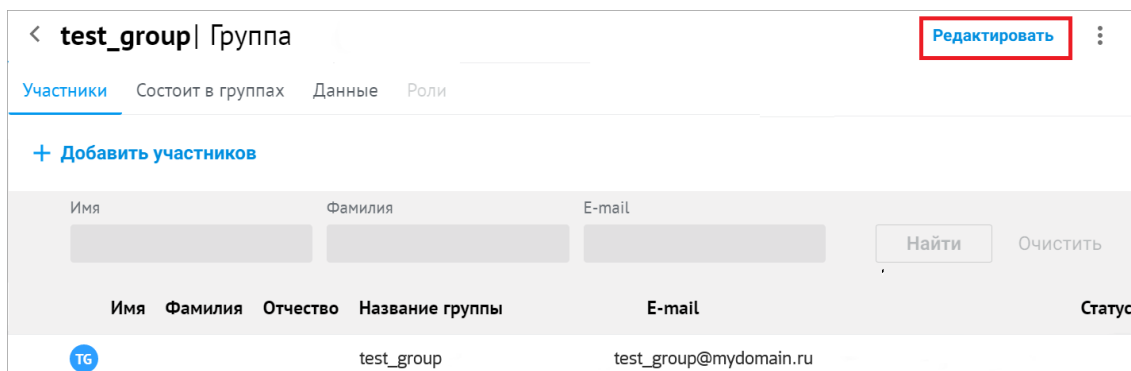 test_group| Группа Редактировать
Участники Состоит в группах Данные Роли
+ Добавить участников
Имя Фамилия E-mail
Найти Очистить
Имя Фамилия Отчество Название группы E-mail Статус
TG test_group test_group@mydomain.ru